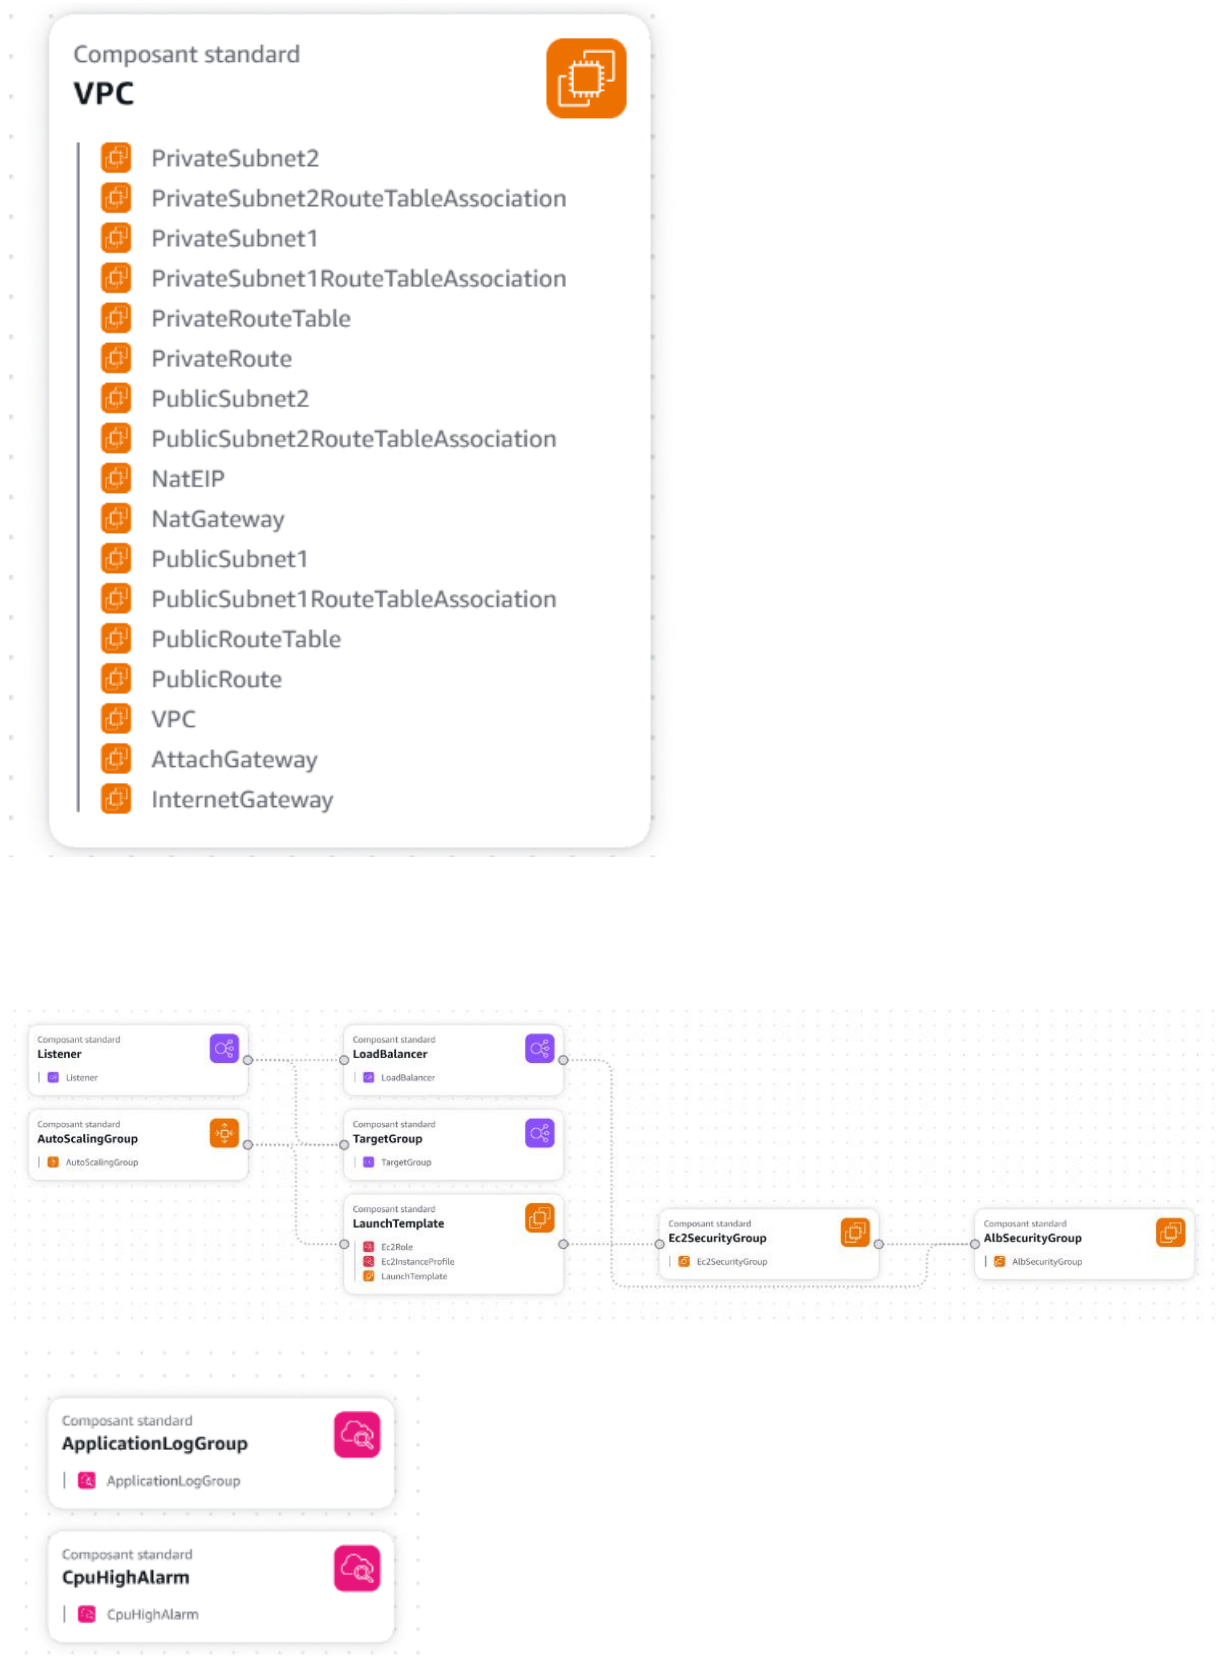 Composant standard
VPC
PrivateSubnet2
PrivateSubnet2RouteTableAssociation
PrivateSubnet1
PrivateSubnet1RouteTableAssociation
PrivateRouteTable
PrivateRoute
PublicSubnet2
PublicSubnet2RouteTableAssociation
NatEIP
NatGateway
PublicSubnet1
PublicSubnet1RouteTableAssociation
PublicRouteTable
PublicRoute
VPC
AttachGateway
InternetGateway
Composant standard
Listener
Listener
Composant standard
LoadBalancer
LoadBalancer
Composant standard
AutoScalingGroup
AutoScalingGroup
Composant standard
TargetGroup
TargetGroup
Composant standard
LaunchTemplate
Ec2Role
Ec2InstanceProfile
LaunchTemplate
Composant standard
Ec2SecurityGroup
Ec2SecurityGroup
Composant standard
AlbSecurityGroup
AlbSecurityGroup
Composant standard
ApplicationLogGroup
ApplicationLogGroup
Composant standard
CpuHighAlarm
CpuHighAlarm